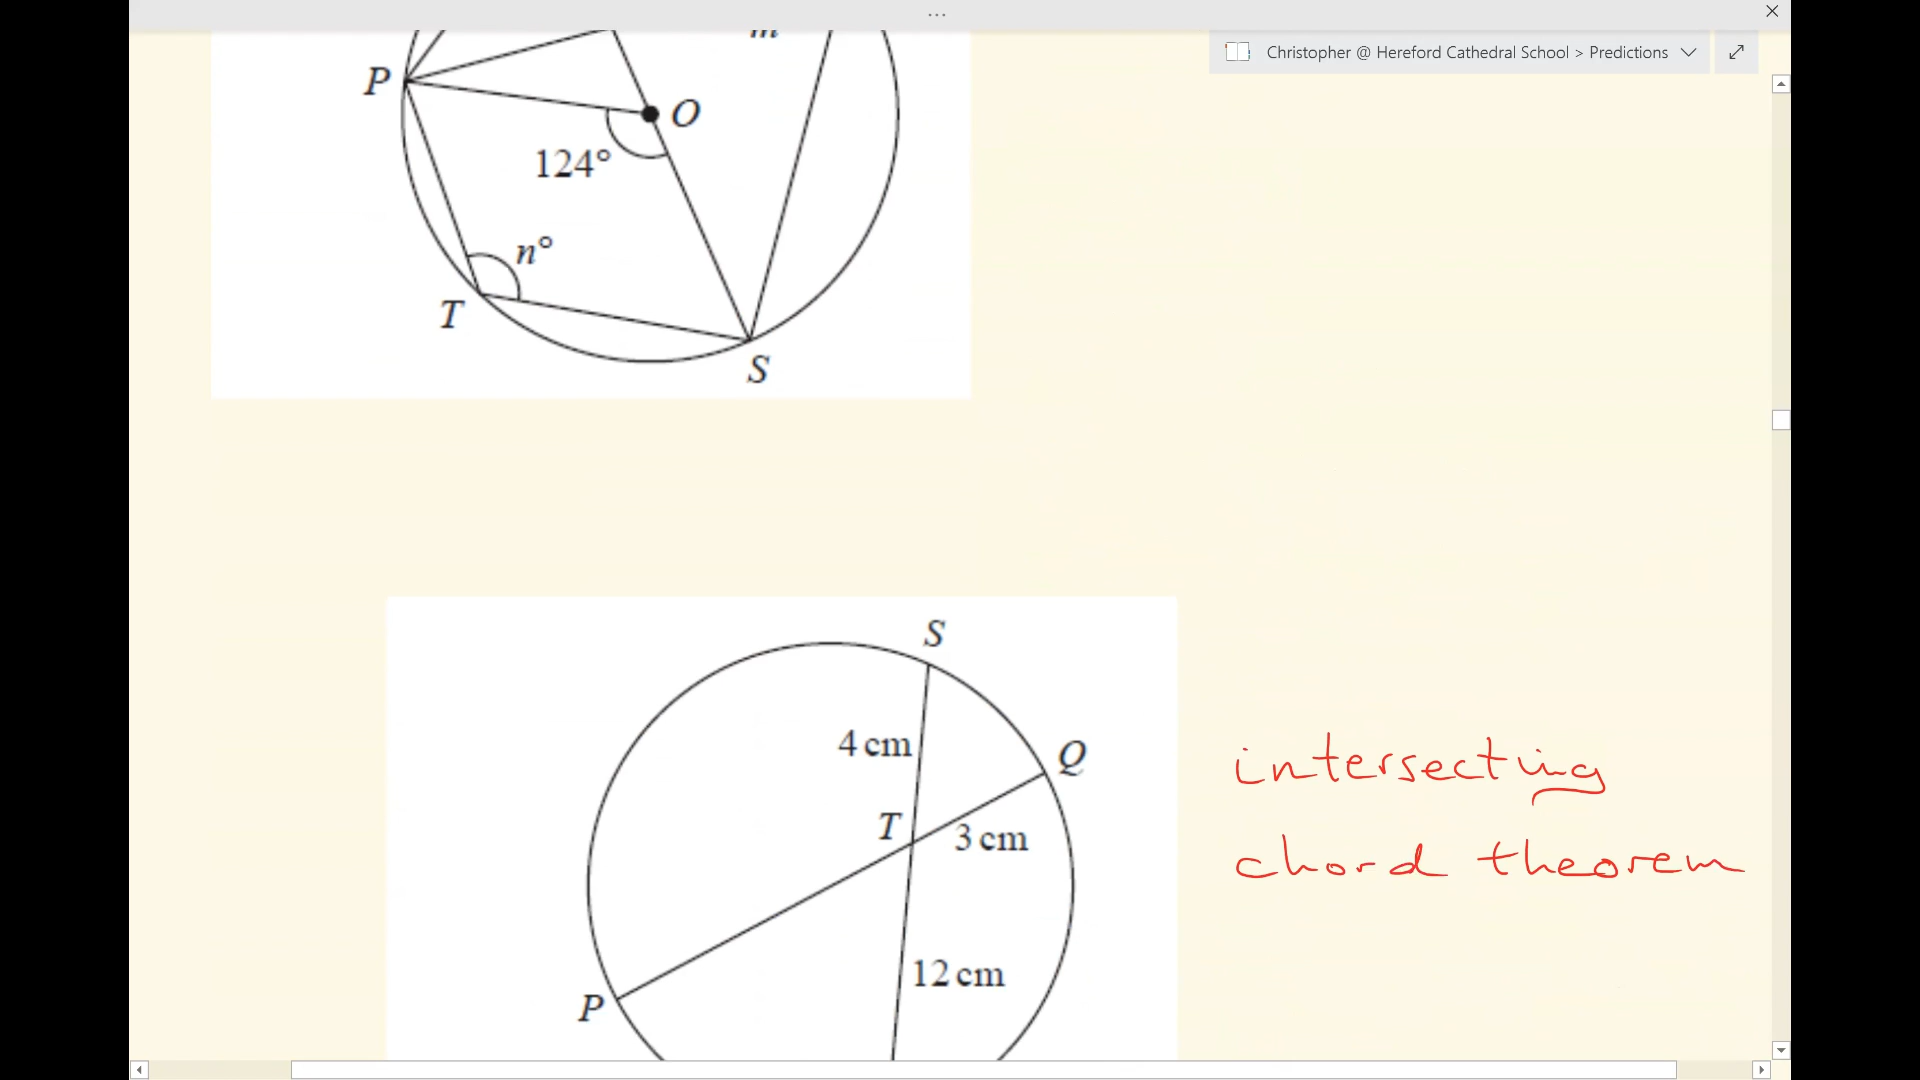 ...
Christopher @ Hereford Cathedral School > Predictions
m
P
O
124°
n°
T
S
S
4 cm
Q
T
3 cm
12 cm
P
intersecting
chord theorem